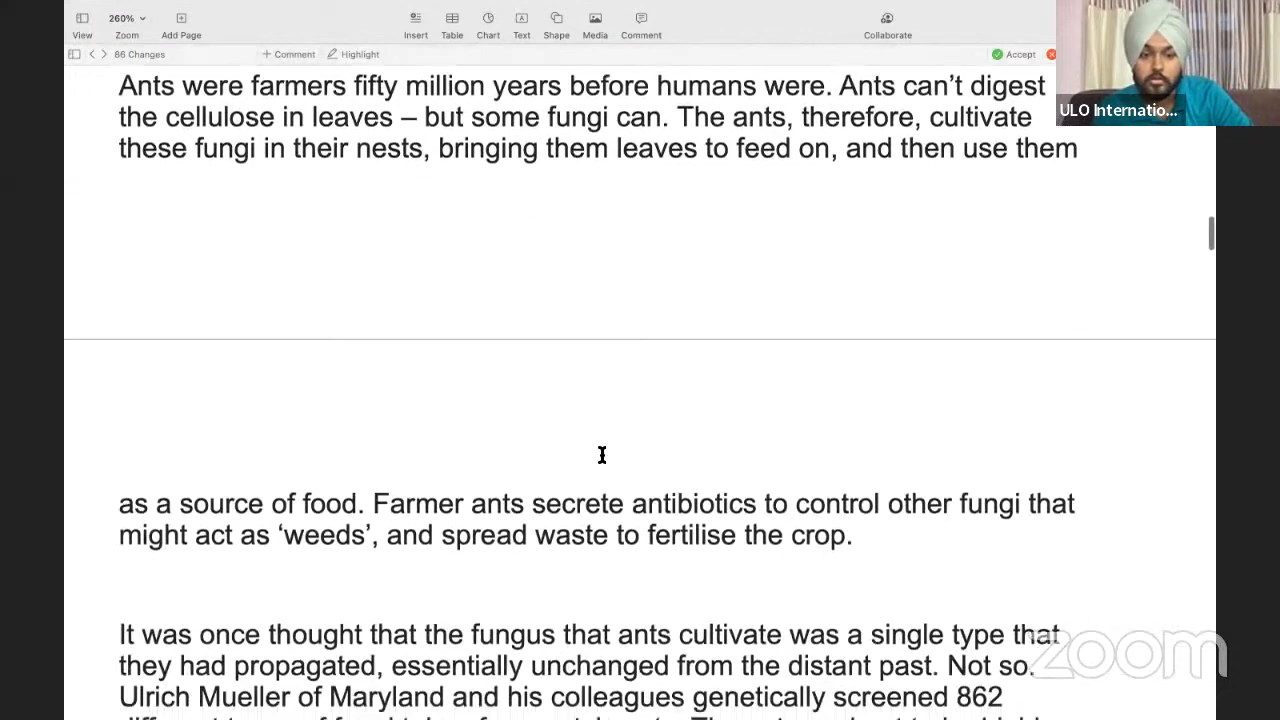 260%
View
Zoom
Add Page
Insert
Table
Chart
Text
Shape
Media
Comment
Collaborate
86 Changes
+ Comment
Highlight
Accept
ULO Internatio...
Ants were farmers fifty million years before humans were. Ants can’t digest
the cellulose in leaves – but some fungi can. The ants, therefore, cultivate
these fungi in their nests, bringing them leaves to feed on, and then use them
as a source of food. Farmer ants secrete antibiotics to control other fungi that
might act as ‘weeds’, and spread waste to fertilise the crop.
It was once thought that the fungus that ants cultivate was a single type that
they had propagated, essentially unchanged from the distant past. Not so.
Ulrich Mueller of Maryland and his colleagues genetically screened 862
zoom